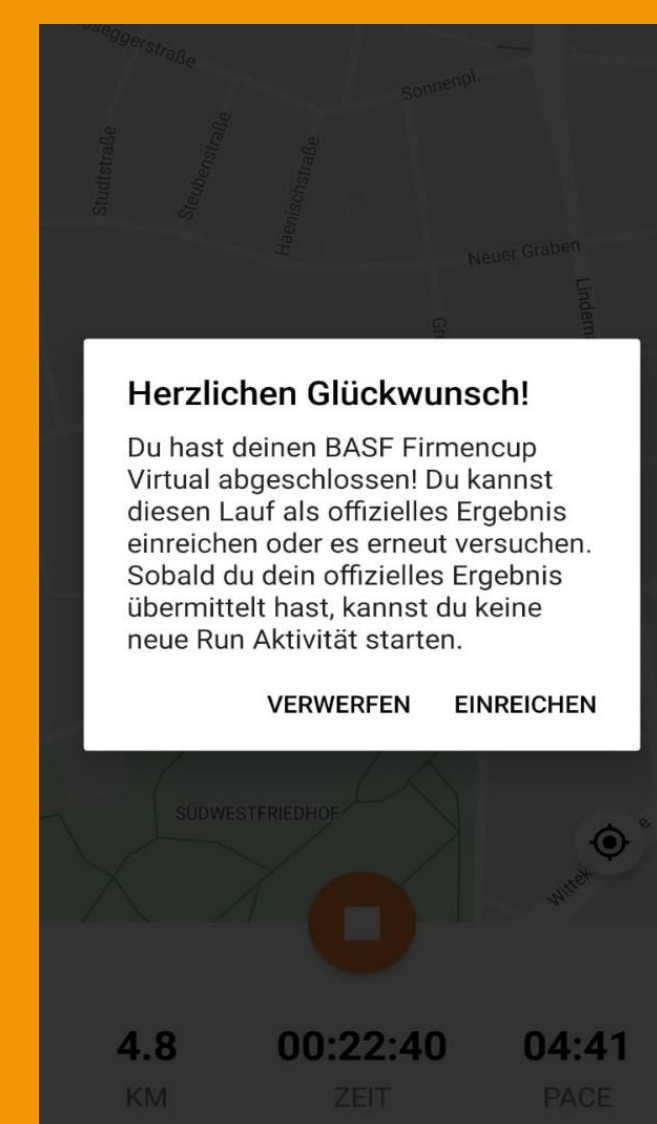 Studtstraße
Steubenstraße
Haenischstraße
Sonnenpl.
Neuer Graben
Herzlichen Glückwunsch!
Du hast deinen BASF Firmencup
Virtual abgeschlossen! Du kannst
diesen Lauf als offizielles Ergebnis
einreichen oder es erneut versuchen.
Sobald du dein offizielles Ergebnis
übermittelt hast, kannst du keine
neue Run Aktivität starten.
VERWERFEN EINREICHEN
SÜDWESTFRIEDHOF
4.8 00:22:40 04:41
KM ZEIT PACE